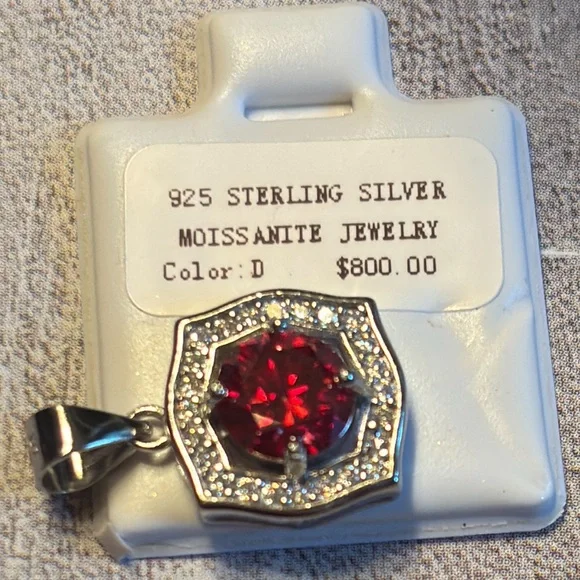 925 STERLING SILVER
MOISSANITE JEWELRY
Color:D $800.00